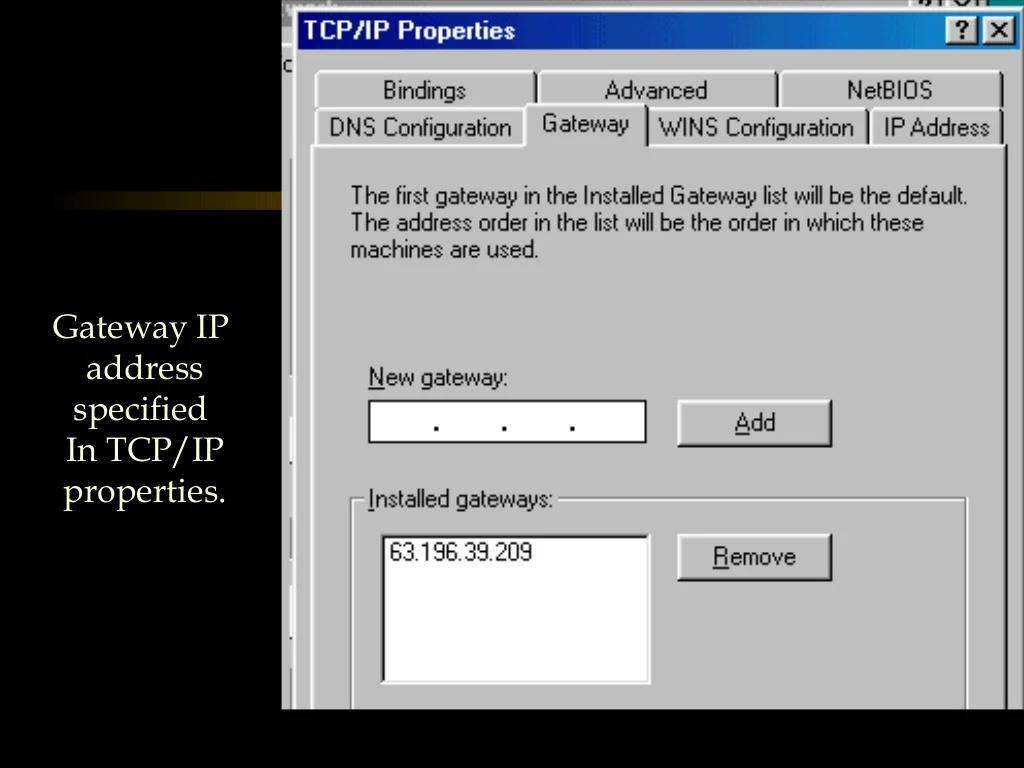 TCP/IP Properties
Bindings Advanced NetBIOS
DNS Configuration Gateway WINS Configuration IP Address
The first gateway in the Installed Gateway list will be the default.
The address order in the list will be the order in which these
machines are used.
Gateway IP
address
specified
In TCP/IP
properties.
New gateway:
. . .
Add
Installed gateways:
63.196.39.209
Remove